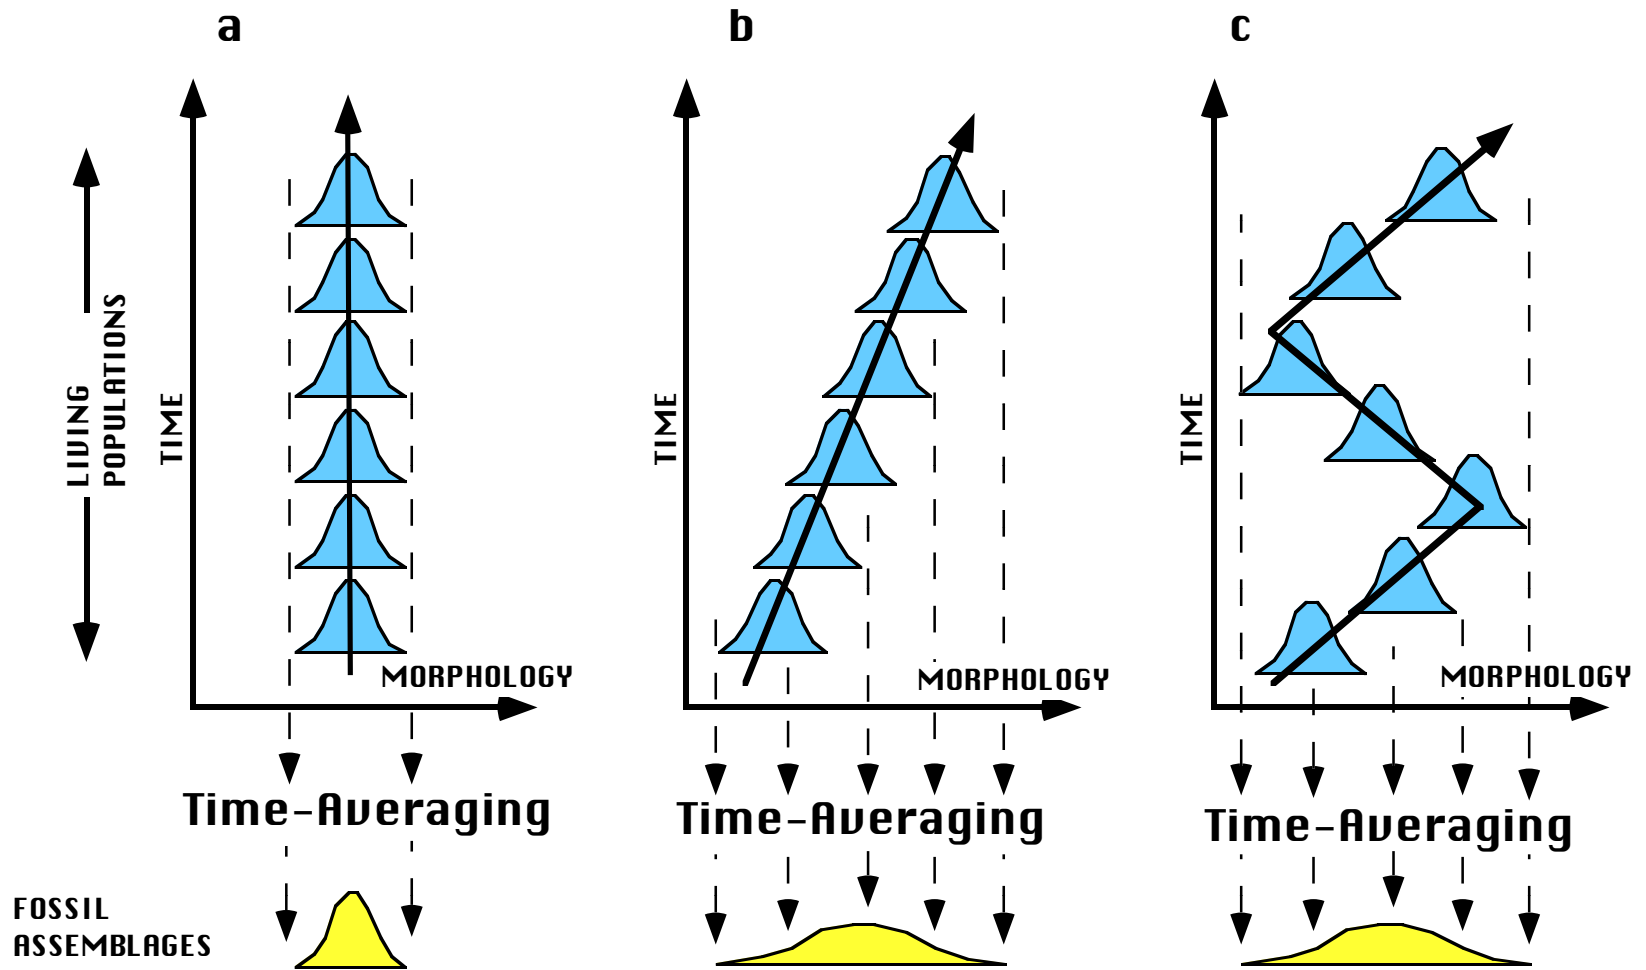 a
b
c
LIVING
POPULATIONS
TIME
TIME
TIME
MORPHOLOGY
MORPHOLOGY
MORPHOLOGY
Time-Averaging
Time-Averaging
Time-Averaging
FOSSIL
ASSEMBLAGES